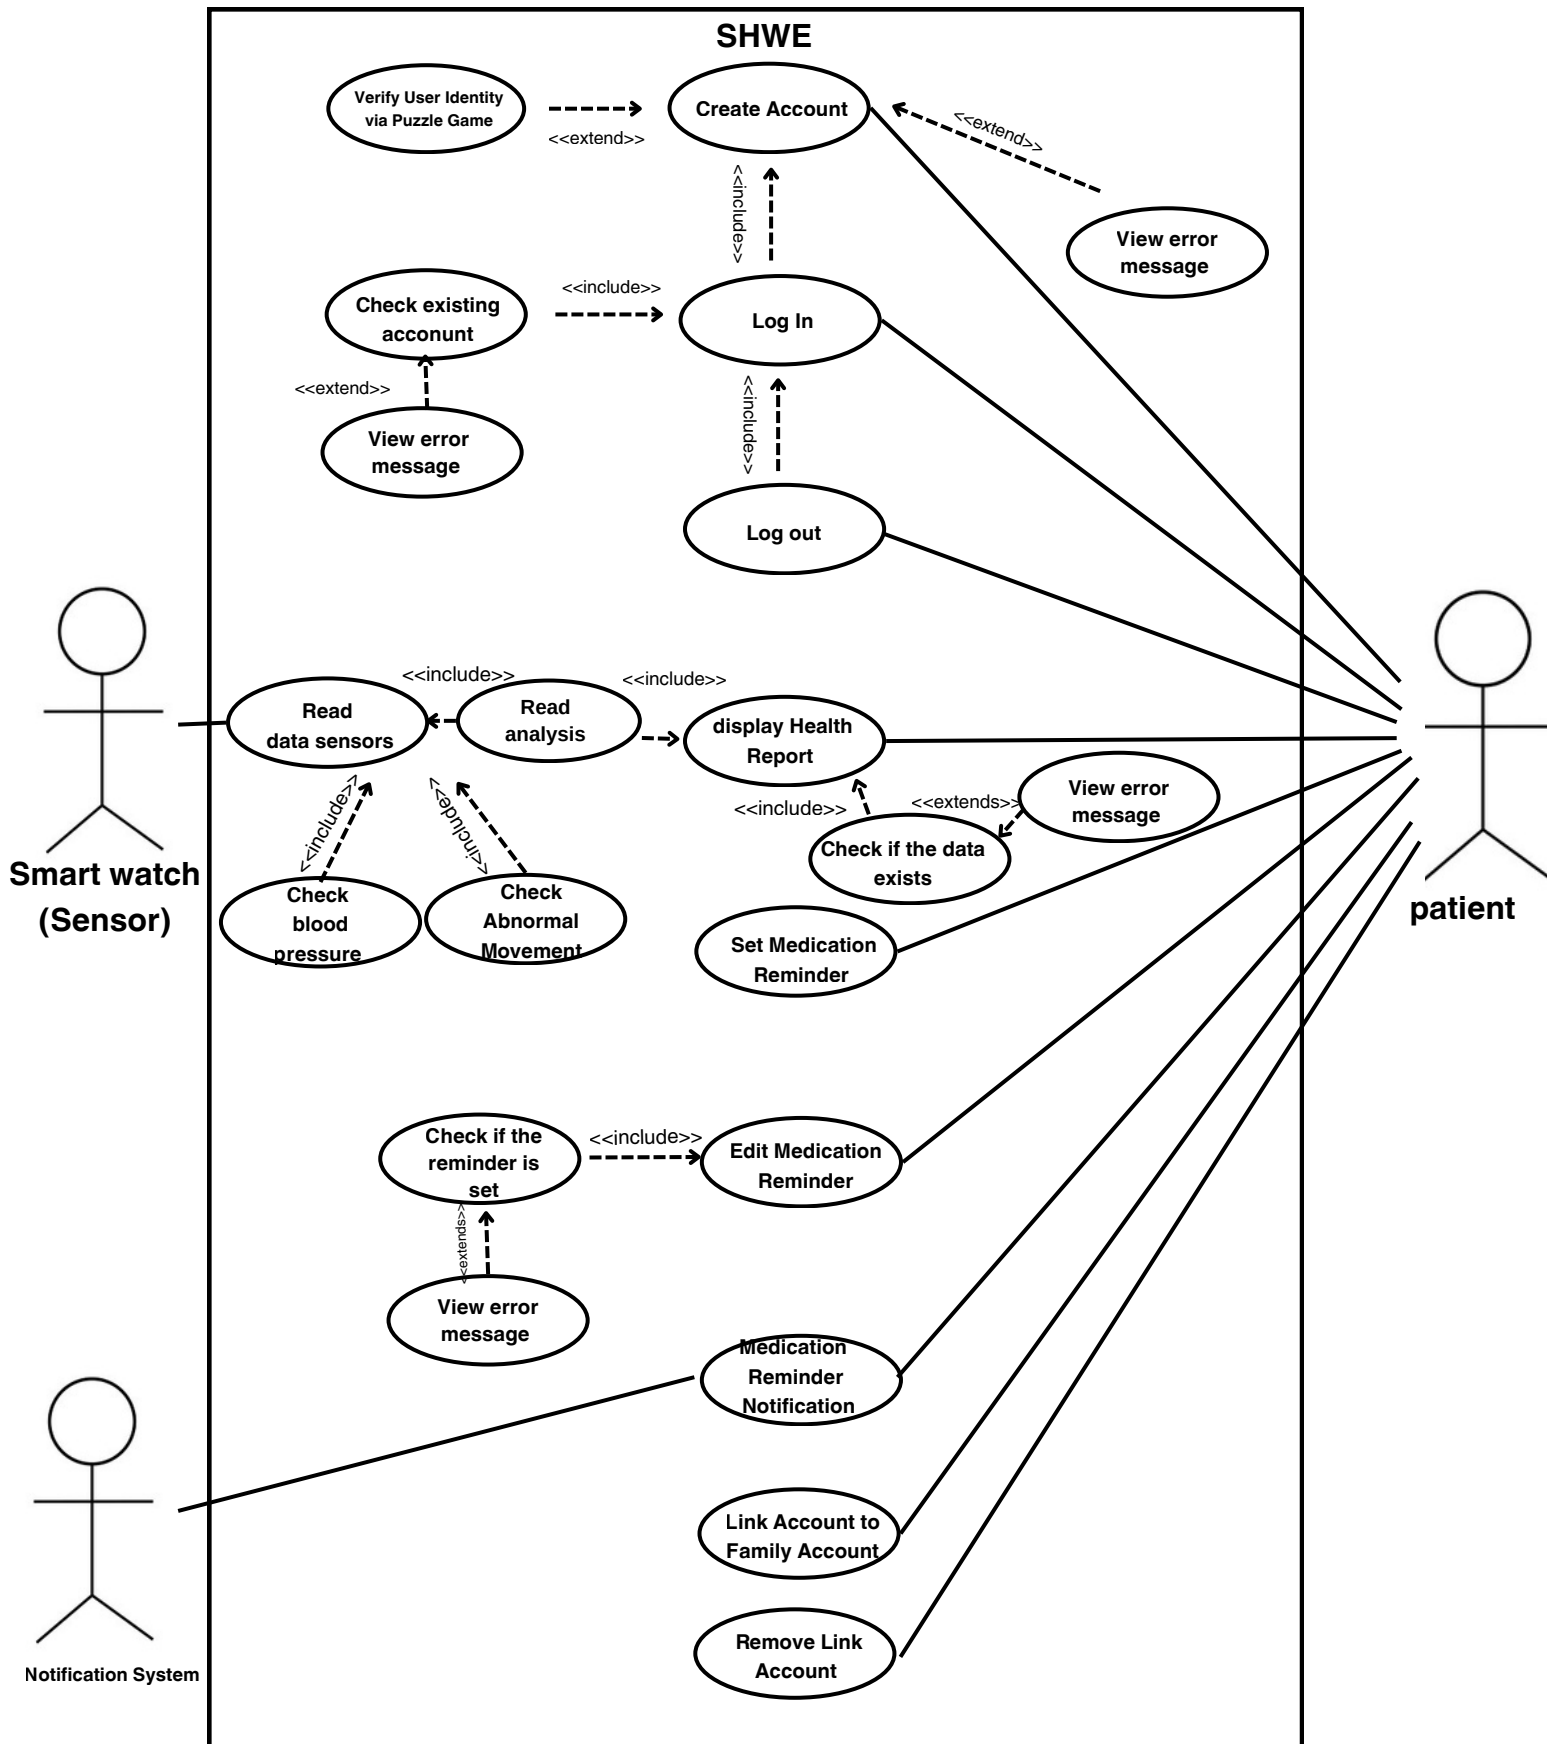 SHWE
Verify User Identity
via Puzzle Game
<<extend>>
Create Account
<<extend>>
View error
message
<<include>>
Check existing
acconunt
<<include>>
Log In
<<extend>>
View error
message
<<include>>
Log out
Smart watch
(Sensor)
Read
data sensors
<<include>>
Read
analysis
<<include>>
display Health
Report
<<include>>
<<extends>>
View error
message
Check if the data
exists
<<include>>
<<include>>
Check
blood
pressure
Check
Abnormal
Movement
Set Medication
Reminder
patient
Check if the
reminder is
set
<<include>>
Edit Medication
Reminder
<<extends>>
View error
message
Medication
Reminder
Notification
Notification System
Link Account to
Family Account
Remove Link
Account